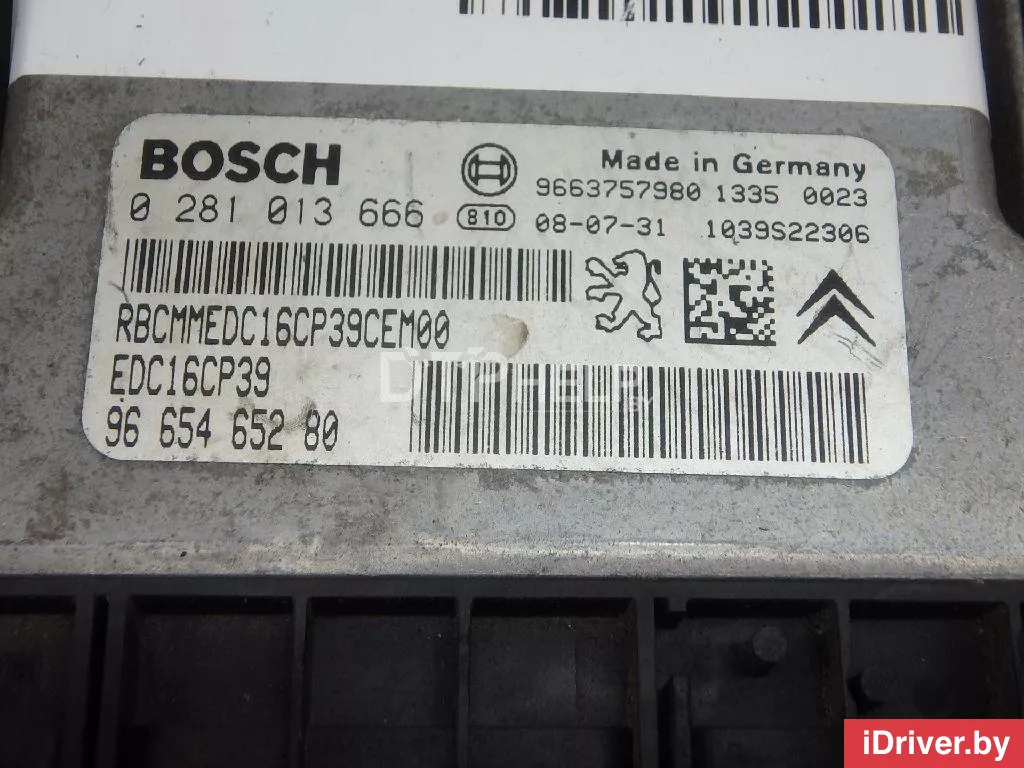 BOSCH
Made in Germany
9663757980 1335 0023
0 281 013 666 810 08-07-31 1039S22306
RBCMMEDC16CP39CEM00
EDC16CP39
96 654 652 80
iDriver.by